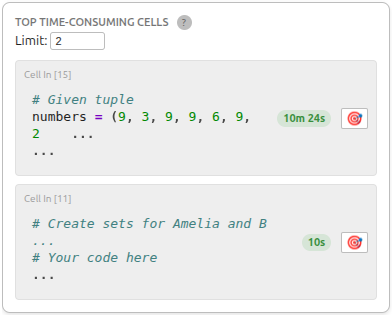 TOP TIME-CONSUMING CELLS ?
Limit: 2
Cell In [15]
# Given tuple
numbers = (9, 3, 9, 9, 6, 9,
2     ...
...
10m 24s
Cell In [11]
# Create sets for Amelia and B
...
# Your code here
...
10s